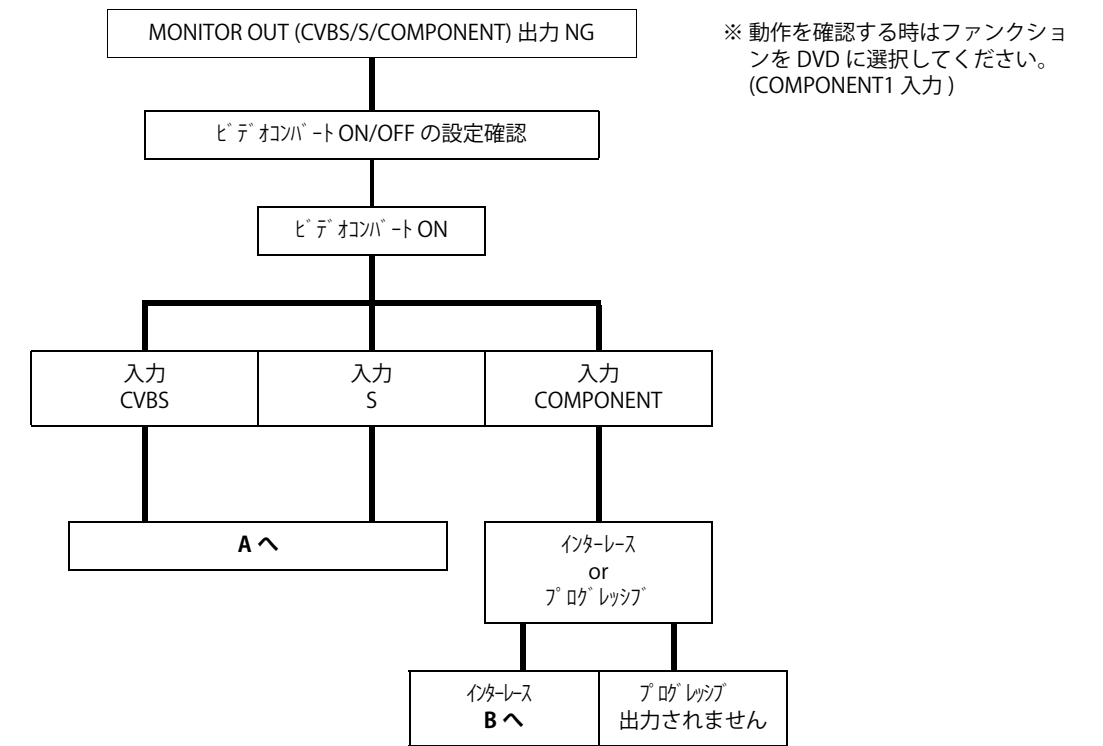 MONITOR OUT (CVBS/S/COMPONENT) 出力 NG
※ 動作を確認する時はファンクショ
ンを DVD に選択してください。
(COMPONENT1 入力 )
ﾋﾞﾃﾞｵｺﾝﾊﾞｰﾄ ON/OFF の設定確認
ﾋﾞﾃﾞｵｺﾝﾊﾞｰﾄ ON
入力
CVBS
入力
S
入力
COMPONENT
A へ
ｲﾝﾀｰﾚｰｽ
or
ﾌﾟﾛｸﾞﾚｯｼﾌﾞ
ｲﾝﾀｰﾚｰｽ
B へ
ﾌﾟﾛｸﾞﾚｯｼﾌﾞ
出力されません